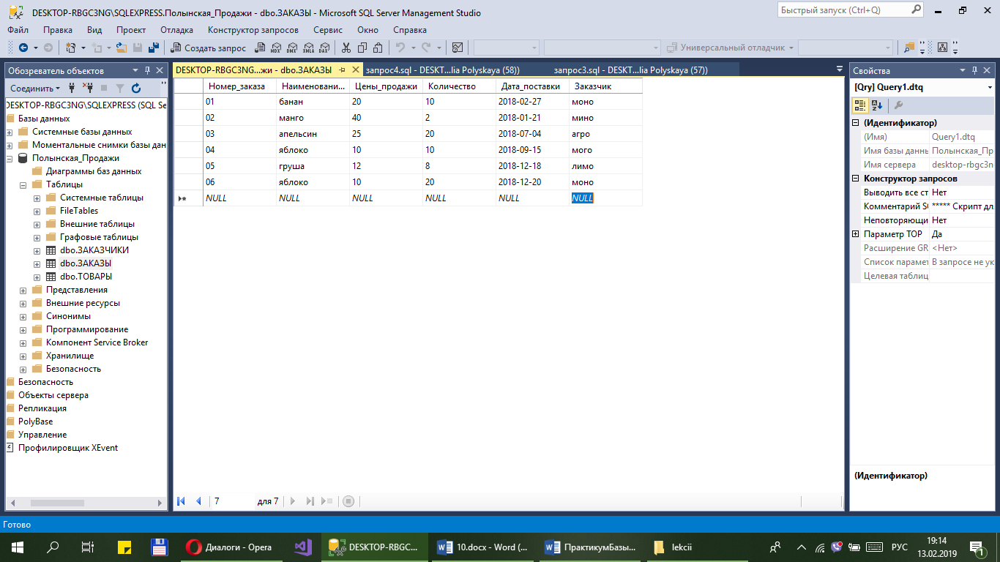 DESKTOP-RBGC3NG\SQLEXPRESS.Полынская_Продажи - dbo.ЗАКАЗЫ - Microsoft SQL Server Management Studio
Быстрый запуск (Ctrl+Q)
Файл Правка Вид Проект Отладка Конструктор запросов Сервис Окно Справка
Создать запрос MDX DMX XMLA DAX Универсальный отладчик
Обозреватель объектов
Соединить
DESKTOP-RBGC3NG\SQLEXPRESS (SQL Se
Базы данных
Системные базы данных
Моментальные снимки базы дан
Полынская_Продажи
Диаграммы баз данных
Таблицы
Системные таблицы
FileTables
Внешние таблицы
Графовые таблицы
dbo.ЗАКАЗЧИКИ
dbo.ЗАКАЗЫ
dbo.ТОВАРЫ
Представления
Внешние ресурсы
Синонимы
Программирование
Компонент Service Broker
Хранилище
Безопасность
Безопасность
Объекты сервера
Репликация
PolyBase
Управление
Профилировщик XEvent
DESKTOP-RBGC3NG...жи - dbo.ЗАКАЗЫ запрос4.sql - DESKT...lia Polyskaya (58)) запрос3.sql - DESKT...lia Polyskaya (57))
Номер_заказа Наименовани... Цены_продажи Количество Дата_поставки Заказчик
01 банан 20 10 2018-02-27 моно
02 манго 40 2 2018-01-21 мино
03 апельсин 25 20 2018-07-04 агро
04 яблоко 10 10 2018-09-15 мого
05 груша 12 8 2018-12-18 лимо
06 яблоко 10 20 2018-12-20 моно
NULL NULL NULL NULL NULL NULL
7 для 7
Свойства
[Qry] Query1.dtq
(Идентификатор)
(Имя) Query1.dtq
Имя базы данны Полынская_Пр
Имя сервера desktop-rbgc3n
Конструктор запросов
Выводить все ст Нет
Комментарий SQ ***** Скрипт для
Неповторяющи Нет
Параметр TOP Да
Расширение GR <Нет>
Список парамет В запросе не ук
Целевая таблиц
(Идентификатор)
Готово
Диалоги - Opera DESKTOP-RBGC... 10.docx - Word (... ПрактикумБазы... lekcii
РУС 19:14
13.02.2019
1